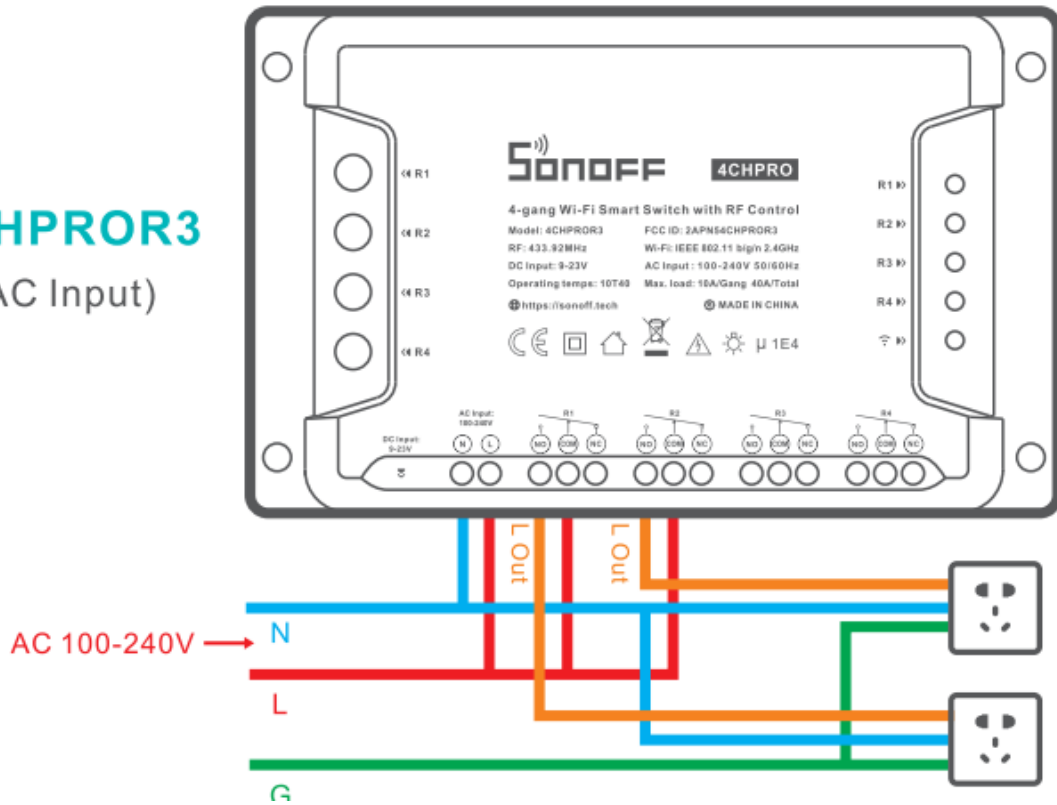 HPROR3
AC Input)
SONOFF 4CHPRO
4-gang Wi-Fi Smart Switch with RF Control
Model: 4CHPROR3 FCC ID: 2APN54CHPROR3
RF: 433.92MHz Wi-Fi: IEEE 802.11 b/g/n 2.4GHz
DC Input: 9-23V AC Input : 100-240V 50/60Hz
Operating temps: 10T40 Max. load: 10A/Gang 40A/Total
https://sonoff.tech MADE IN CHINA
CE µ 1E4
R1
R2
R3
R4
R1
R2
R3
R4
DC Input:
9-23V
AC Input:
100-240V
R1 R2 R3 R4
N L NO COM NC NO COM NC NO COM NC NO COM NC
L Out L Out
AC 100-240V N
L
G